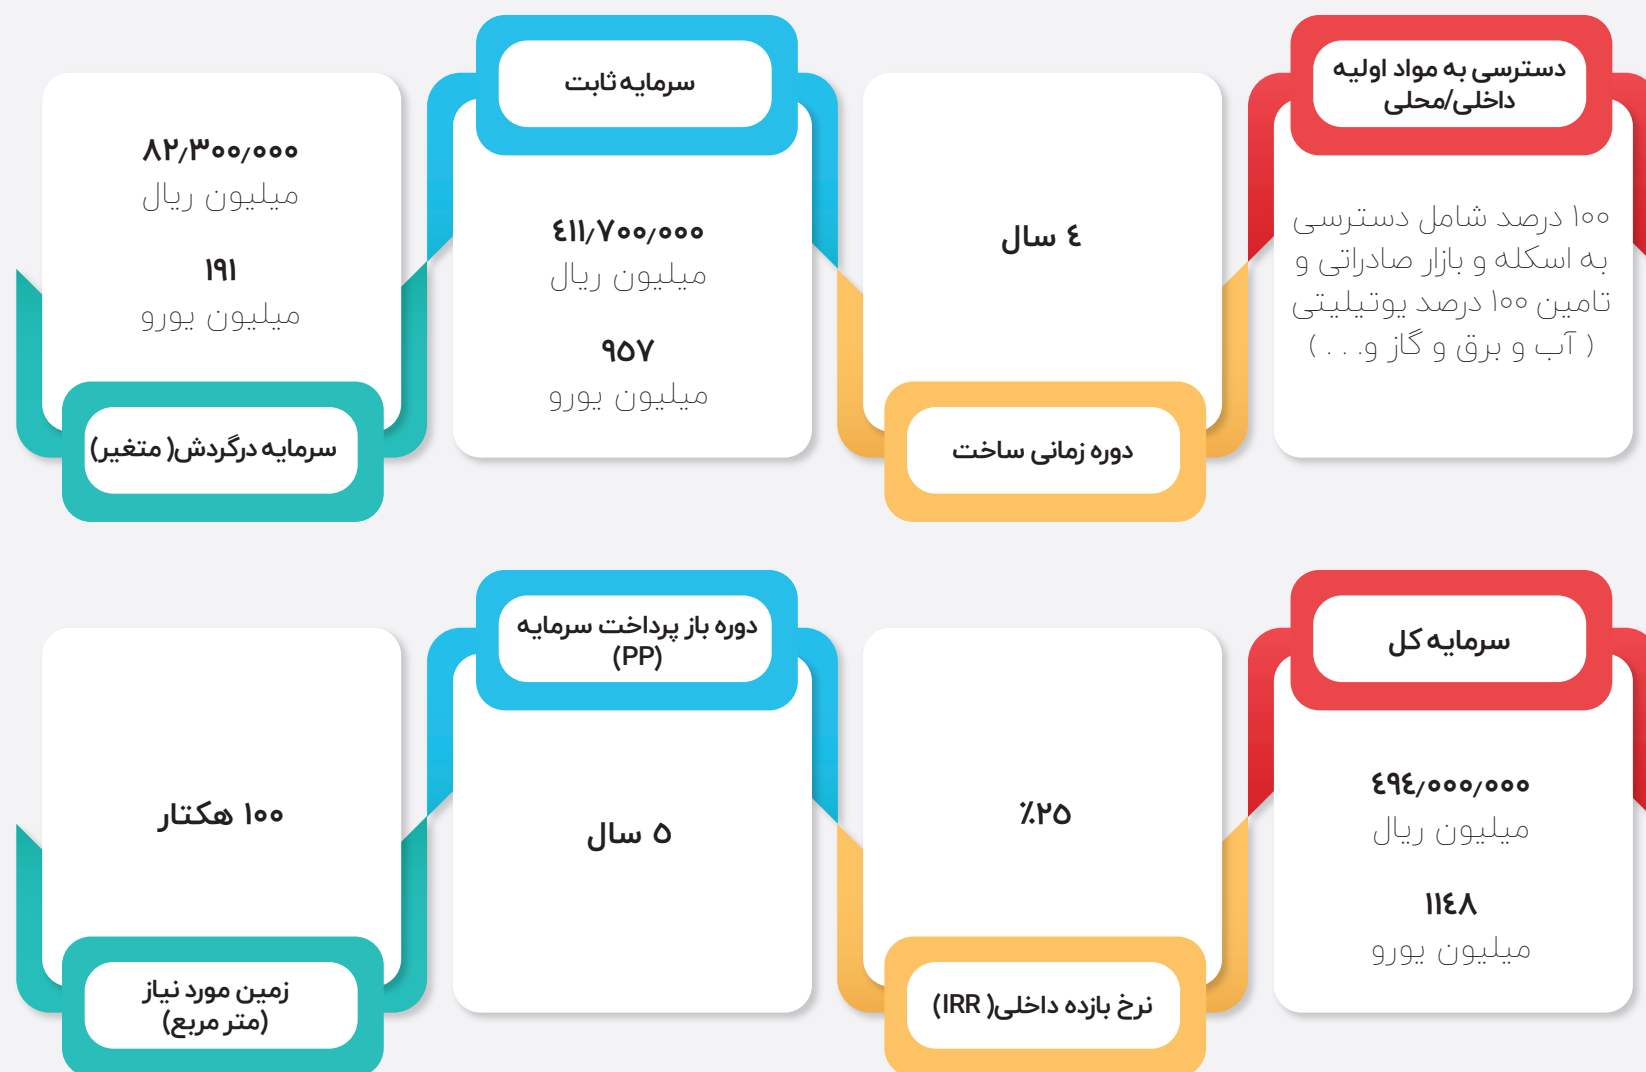 دسترسی به مواد اولیه
داخلی/محلی
۱۰۰ درصد شامل دسترسی
به اسکله و بازار صادراتی و
تامین ۱۰۰ درصد یوتیلیتی
( آب و برق و گاز و. . . )
٤ سال
دوره زمانی ساخت
سرمایه ثابت
٤۱۱٫۷۰۰٫۰۰۰
میلیون ریال
۹٥۷
میلیون یورو
۸۲٫۳۰۰٫۰۰۰
میلیون ریال
۱۹۱
میلیون یورو
سرمایه درگردش( متغیر)
سرمایه کل
٤۹٤٫۰۰۰٫۰۰۰
میلیون ریال
۱۱٤۸
میلیون یورو
۲٥٪
نرخ بازده داخلی( IRR)
دوره باز پرداخت سرمایه
(PP)
٥ سال
۱۰۰ هکتار
زمین مورد نیاز
(متر مربع)